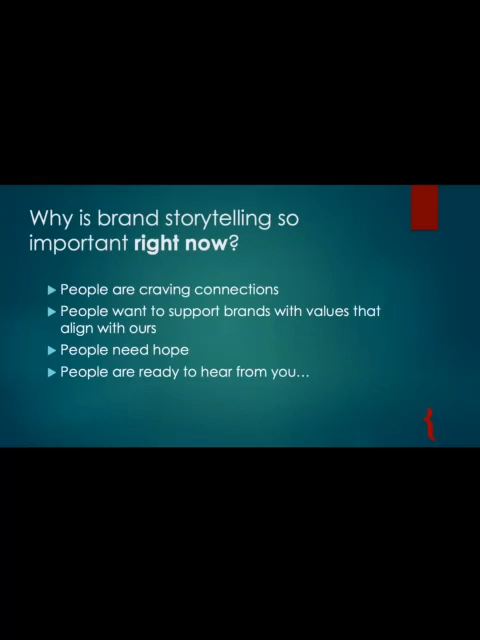 Why is brand storytelling so
important right now?
People are craving connections
People want to support brands with values that
align with ours
People need hope
People are ready to hear from you...
{